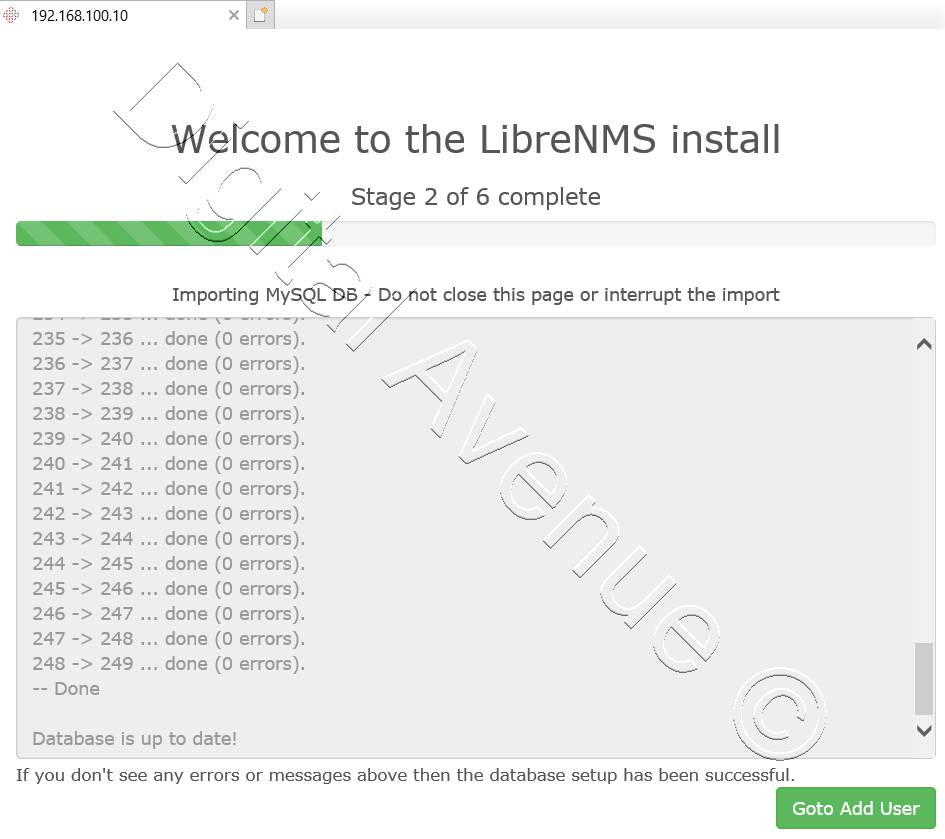 192.168.100.10
Welcome to the LibreNMS install
Stage 2 of 6 complete
Importing MySQL DB - Do not close this page or interrupt the import
234 -> 235 ... done (0 errors).
235 -> 236 ... done (0 errors).
236 -> 237 ... done (0 errors).
237 -> 238 ... done (0 errors).
238 -> 239 ... done (0 errors).
239 -> 240 ... done (0 errors).
240 -> 241 ... done (0 errors).
241 -> 242 ... done (0 errors).
242 -> 243 ... done (0 errors).
243 -> 244 ... done (0 errors).
244 -> 245 ... done (0 errors).
245 -> 246 ... done (0 errors).
246 -> 247 ... done (0 errors).
247 -> 248 ... done (0 errors).
248 -> 249 ... done (0 errors).
-- Done
Database is up to date!
If you don't see any errors or messages above then the database setup has been successful.
Goto Add User
Digital Avenue ©